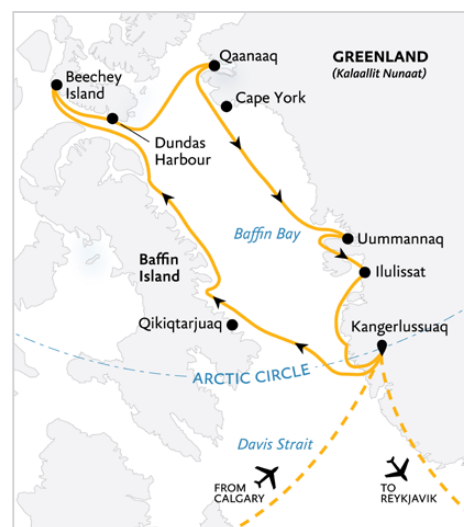 Qaanaaq
GREENLAND
(Kalaallit Nunaat)
Beechey
Island
Cape York
Dundas
Harbour
Baffin Bay
Uummannaq
Baffin
Island
Ilulissat
Qikiqtarjuaq
Kangerlussuaq
ARCTIC CIRCLE
Davis Strait
FROM
CALGARY
TO
REYKJAVIK